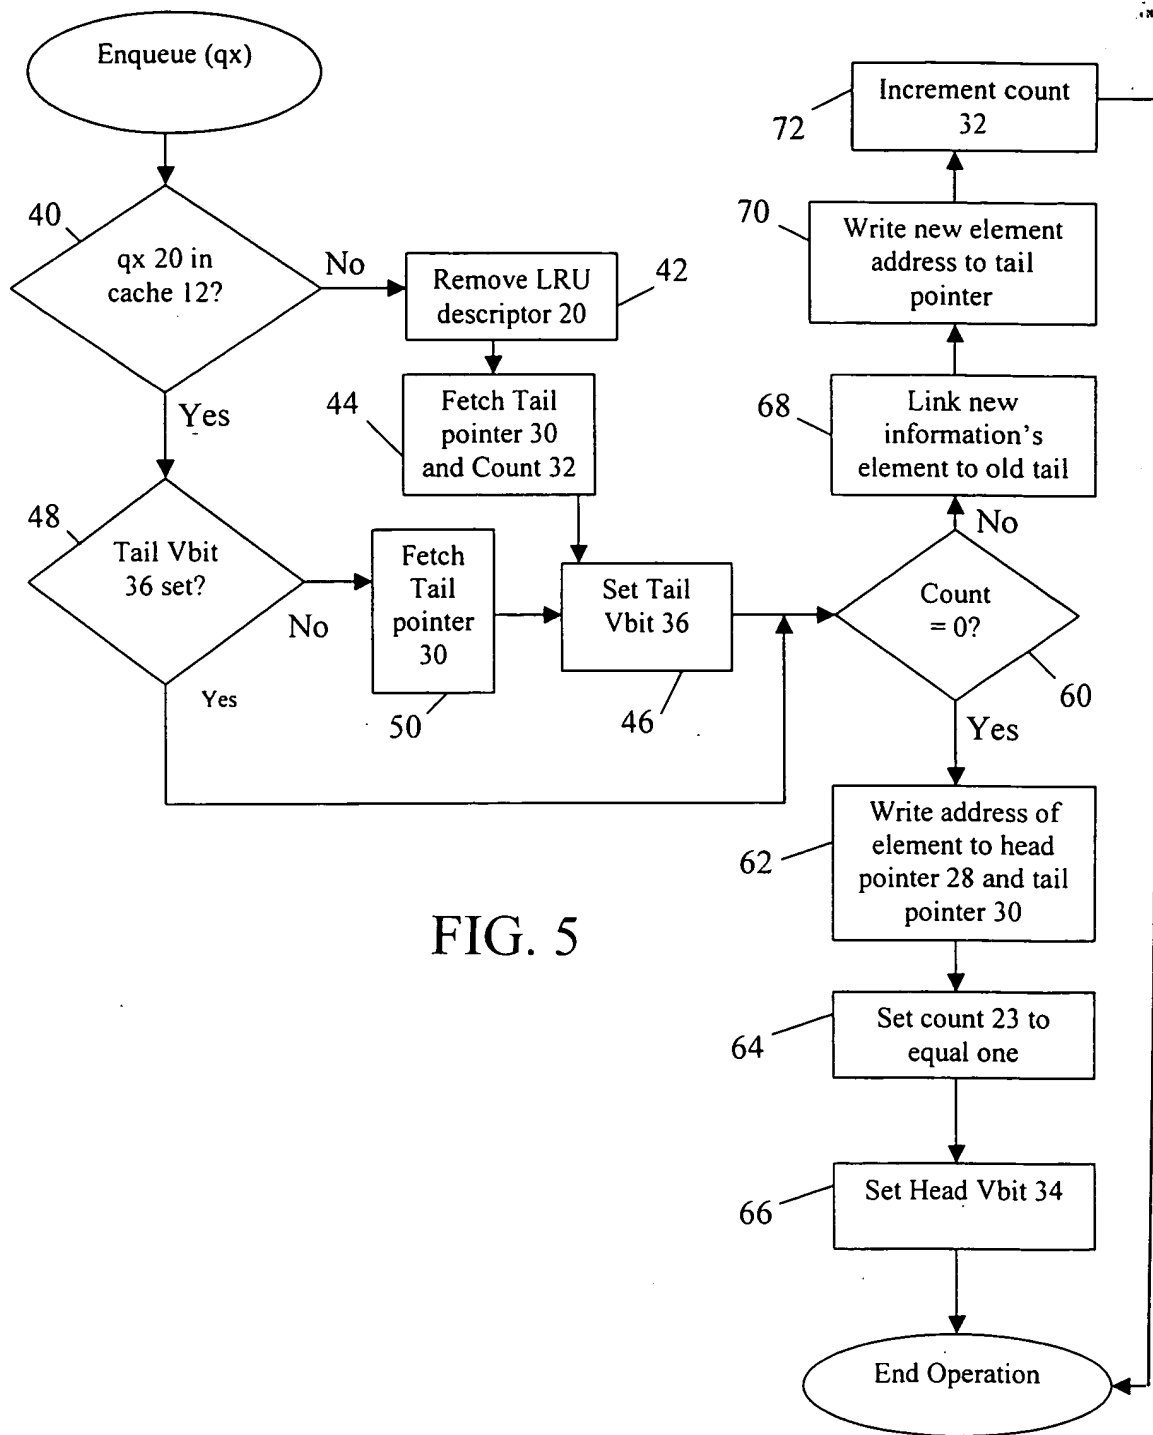 Enqueue (qx)
40
qx 20 in
cache 12?
No
Remove LRU
descriptor 20
42
Yes
44
Fetch Tail
pointer 30
and Count 32
48
Tail Vbit
36 set?
No
Yes
Fetch
Tail
pointer
30
50
Set Tail
Vbit 36
46
Count
= 0?
60
No
68
Link new
information's
element to old tail
70
Write new element
address to tail
pointer
72
Increment count
32
Yes
62
Write address of
element to head
pointer 28 and tail
pointer 30
64
Set count 23 to
equal one
66
Set Head Vbit 34
End Operation
FIG. 5